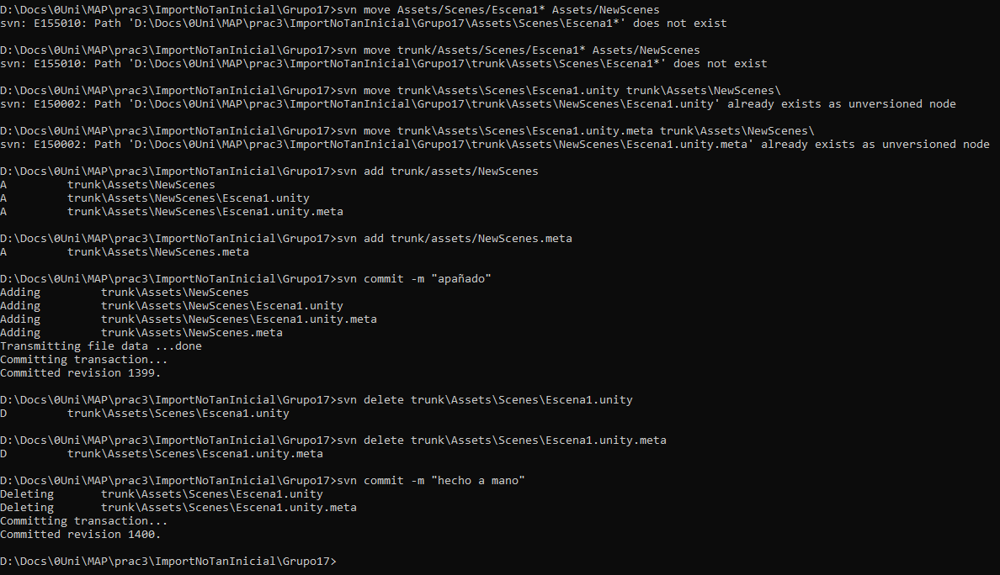 D:\Docs\0Uni\MAP\prac3\ImportNoTanInicial\Grupo17>svn move Assets/Scenes/Escena1* Assets/NewScenes
svn: E155010: Path 'D:\Docs\0Uni\MAP\prac3\ImportNoTanInicial\Grupo17\Assets\Scenes\Escena1*' does not exist
D:\Docs\0Uni\MAP\prac3\ImportNoTanInicial\Grupo17>svn move trunk/Assets/Scenes/Escena1* Assets/NewScenes
svn: E155010: Path 'D:\Docs\0Uni\MAP\prac3\ImportNoTanInicial\Grupo17\trunk\Assets\Scenes\Escena1*' does not exist
D:\Docs\0Uni\MAP\prac3\ImportNoTanInicial\Grupo17>svn move trunk\Assets\Scenes\Escena1.unity trunk\Assets\NewScenes\
svn: E150002: Path 'D:\Docs\0Uni\MAP\prac3\ImportNoTanInicial\Grupo17\trunk\Assets\NewScenes\Escena1.unity' already exists as unversioned node
D:\Docs\0Uni\MAP\prac3\ImportNoTanInicial\Grupo17>svn move trunk\Assets\Scenes\Escena1.unity.meta trunk\Assets\NewScenes\
svn: E150002: Path 'D:\Docs\0Uni\MAP\prac3\ImportNoTanInicial\Grupo17\trunk\Assets\NewScenes\Escena1.unity.meta' already exists as unversioned node
D:\Docs\0Uni\MAP\prac3\ImportNoTanInicial\Grupo17>svn add trunk/assets/NewScenes
A         trunk\Assets\NewScenes
A         trunk\Assets\NewScenes\Escena1.unity
A         trunk\Assets\NewScenes\Escena1.unity.meta
D:\Docs\0Uni\MAP\prac3\ImportNoTanInicial\Grupo17>svn add trunk/assets/NewScenes.meta
A         trunk\Assets\NewScenes.meta
D:\Docs\0Uni\MAP\prac3\ImportNoTanInicial\Grupo17>svn commit -m "apañado"
Adding         trunk\Assets\NewScenes
Adding         trunk\Assets\NewScenes\Escena1.unity
Adding         trunk\Assets\NewScenes\Escena1.unity.meta
Adding         trunk\Assets\NewScenes.meta
Transmitting file data ...done
Committing transaction...
Committed revision 1399.
D:\Docs\0Uni\MAP\prac3\ImportNoTanInicial\Grupo17>svn delete trunk\Assets\Scenes\Escena1.unity
D         trunk\Assets\Scenes\Escena1.unity
D:\Docs\0Uni\MAP\prac3\ImportNoTanInicial\Grupo17>svn delete trunk\Assets\Scenes\Escena1.unity.meta
D         trunk\Assets\Scenes\Escena1.unity.meta
D:\Docs\0Uni\MAP\prac3\ImportNoTanInicial\Grupo17>svn commit -m "hecho a mano"
Deleting       trunk\Assets\Scenes\Escena1.unity
Deleting       trunk\Assets\Scenes\Escena1.unity.meta
Committing transaction...
Committed revision 1400.
D:\Docs\0Uni\MAP\prac3\ImportNoTanInicial\Grupo17>